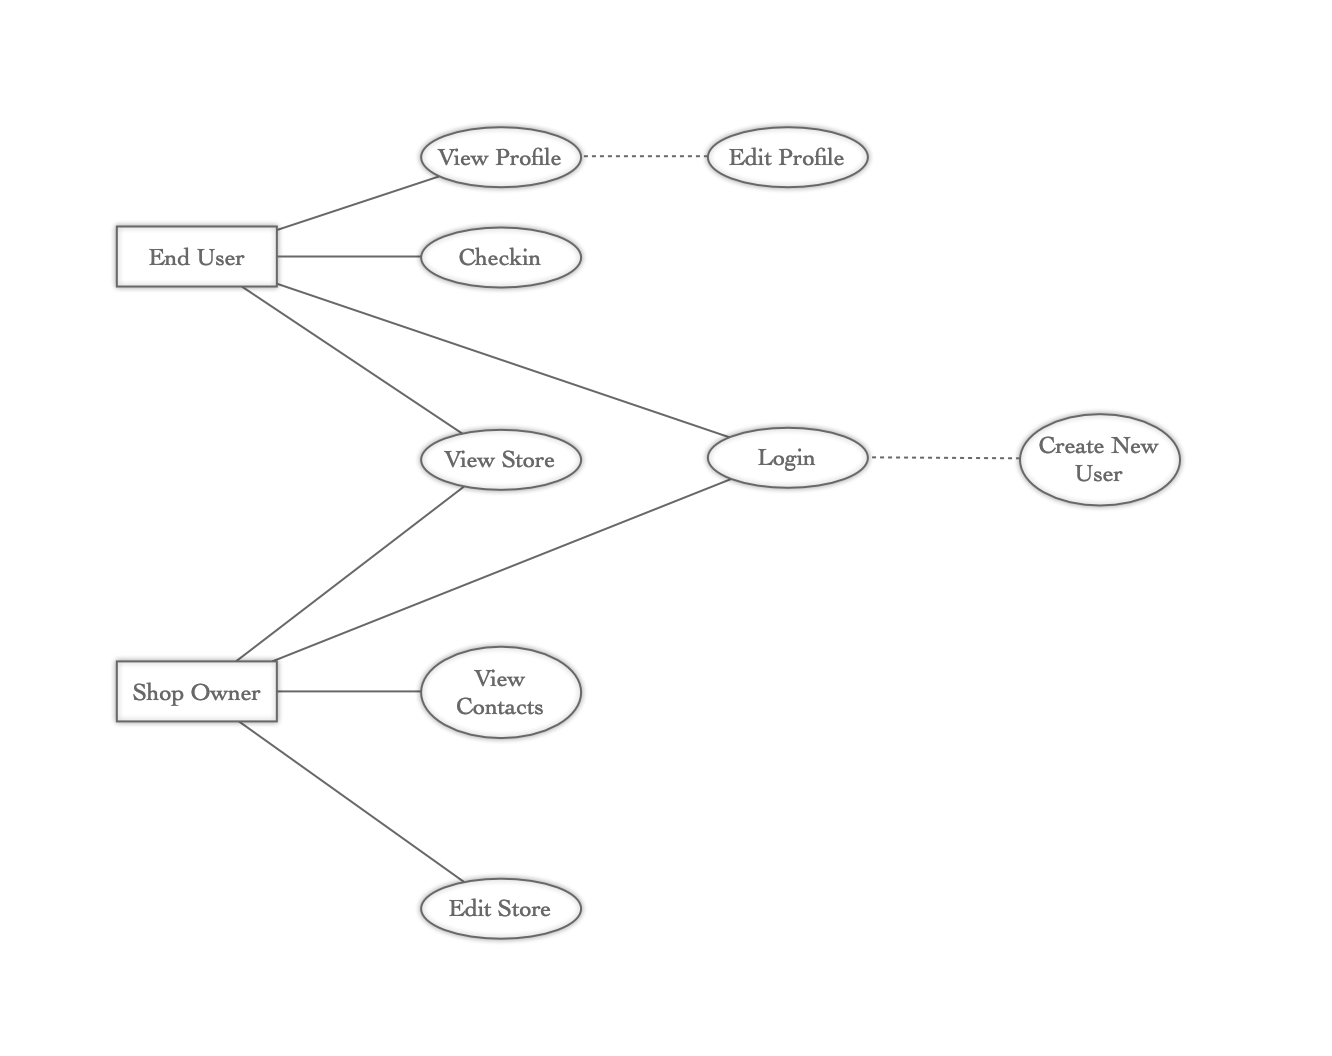 View Profile
Edit Profile
End User
Checkin
View Store
Login
Create New
User
Shop Owner
View
Contacts
Edit Store